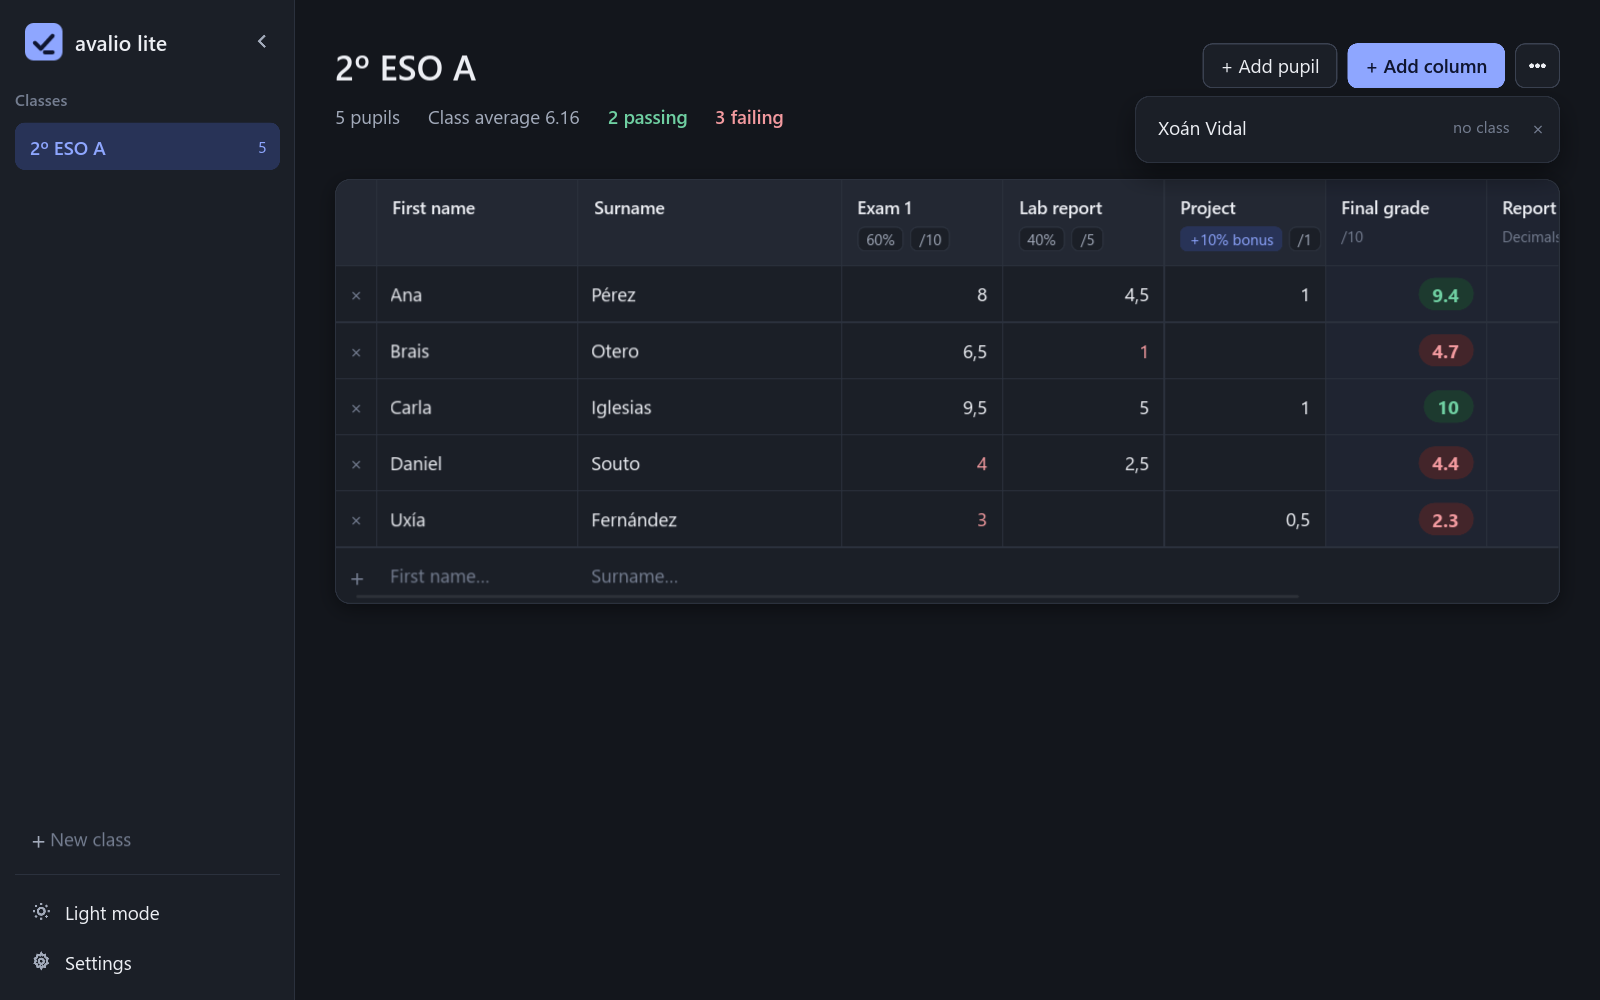 avalio lite
Classes
2º ESO A 5
+ New class
Light mode
Settings
2º ESO A
5 pupils Class average 6.16 2 passing 3 failing
+ Add pupil + Add column •••
Xoán Vidal no class ×
First name Surname Exam 1 Lab report Project Final grade Report
60% /10 40% /5 +10% bonus /1 /10 Decimals
× Ana Pérez 8 4,5 1 9.4
× Brais Otero 6,5 1 4.7
× Carla Iglesias 9,5 5 1 10
× Daniel Souto 4 2,5 4.4
× Uxía Fernández 3 0,5 2.3
+ First name... Surname...